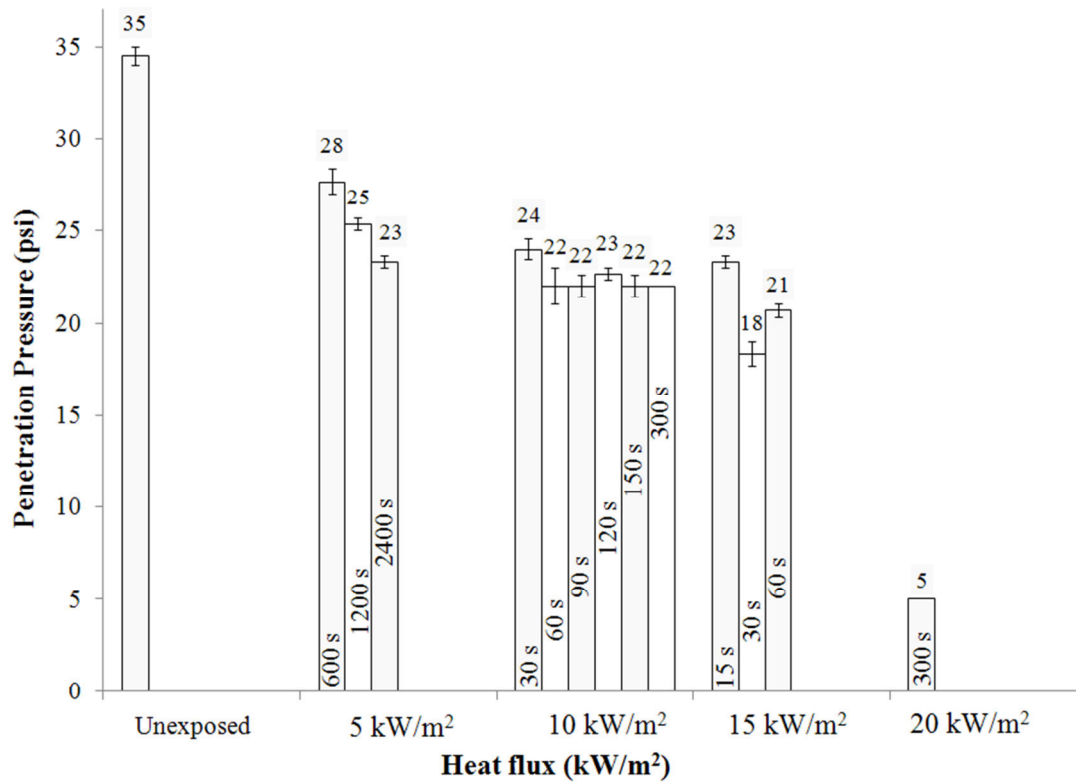 Penetration Pressure (psi)
35
30
25
20
15
10
5
0
35
28
25
23
24
22
22
23
22
22
23
18
21
5
600 s
1200 s
2400 s
30 s
60 s
90 s
120 s
150 s
300 s
15 s
30 s
60 s
300 s
Unexposed
5 kW/m²
10 kW/m²
15 kW/m²
20 kW/m²
Heat flux (kW/m²)